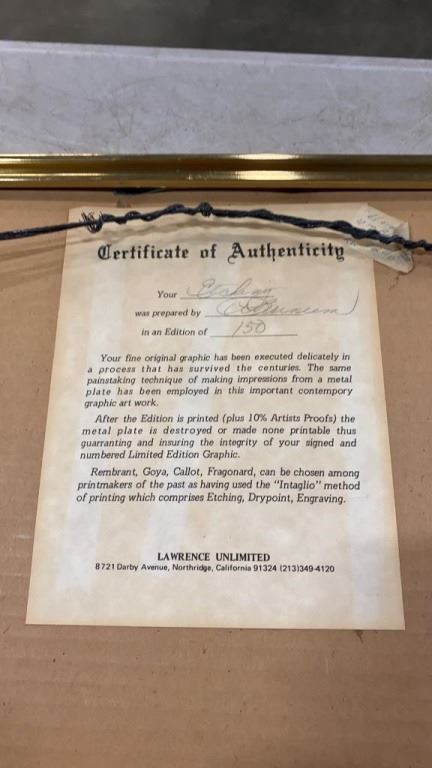 Certificate of Authenticity
Your Etching
was prepared by
in an Edition of 150
Your fine original graphic has been executed delicately in
a process that has survived the centuries. The same
painstaking technique of making impressions from a metal
plate has been employed in this important contempory
graphic art work.
After the Edition is printed (plus 10% Artists Proofs) the
metal plate is destroyed or made none printable thus
guarranting and insuring the integrity of your signed and
numbered Limited Edition Graphic.
Rembrant, Goya, Callot, Fragonard, can be chosen among
printmakers of the past as having used the "Intaglio" method
of printing which comprises Etching, Drypoint, Engraving.
LAWRENCE UNLIMITED
8721 Darby Avenue, Northridge, California 91324 (213)349-4120